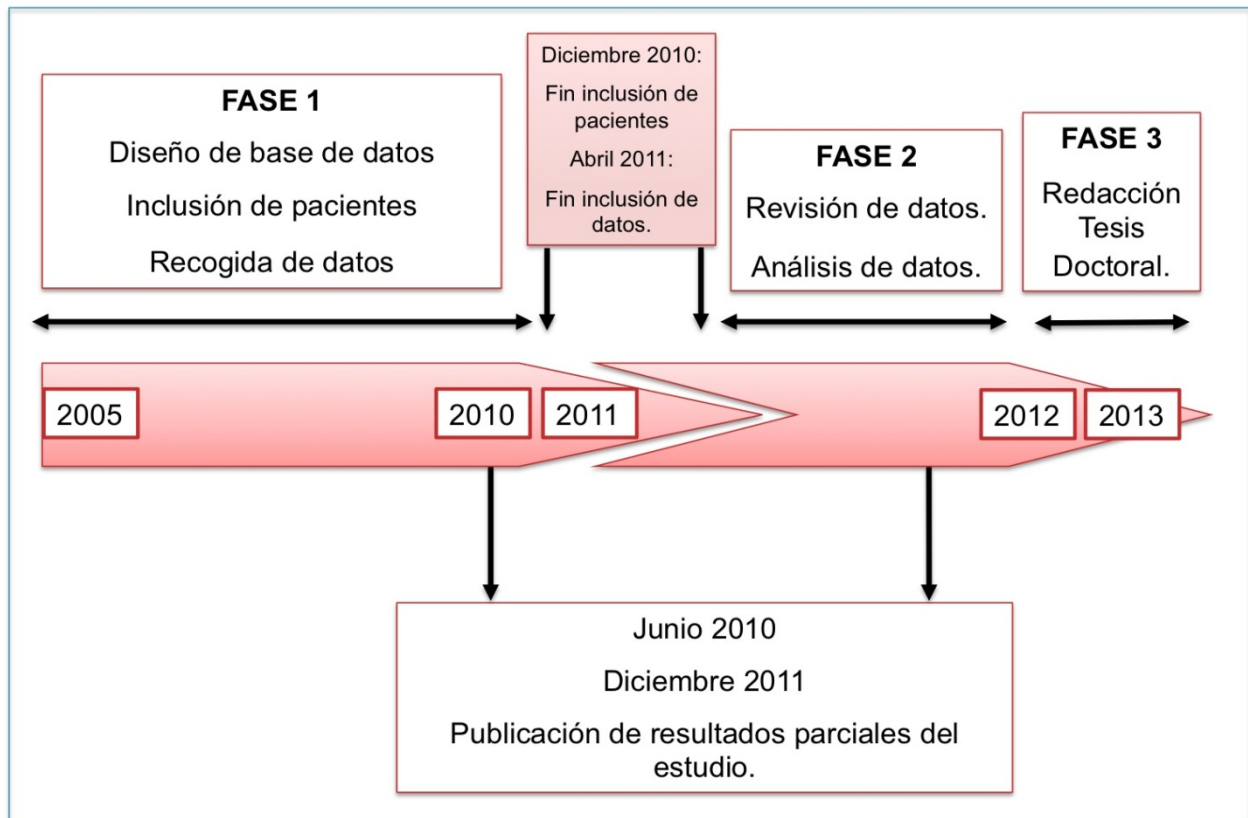 FASE 1
Diseño de base de datos
Inclusión de pacientes
Recogida de datos
Diciembre 2010:
Fin inclusión de
pacientes
Abril 2011:
Fin inclusión de
datos.
FASE 2
Revisión de datos.
Análisis de datos.
FASE 3
Redacción
Tesis
Doctoral.
2005
2010
2011
2012
2013
Junio 2010
Diciembre 2011
Publicación de resultados parciales del
estudio.